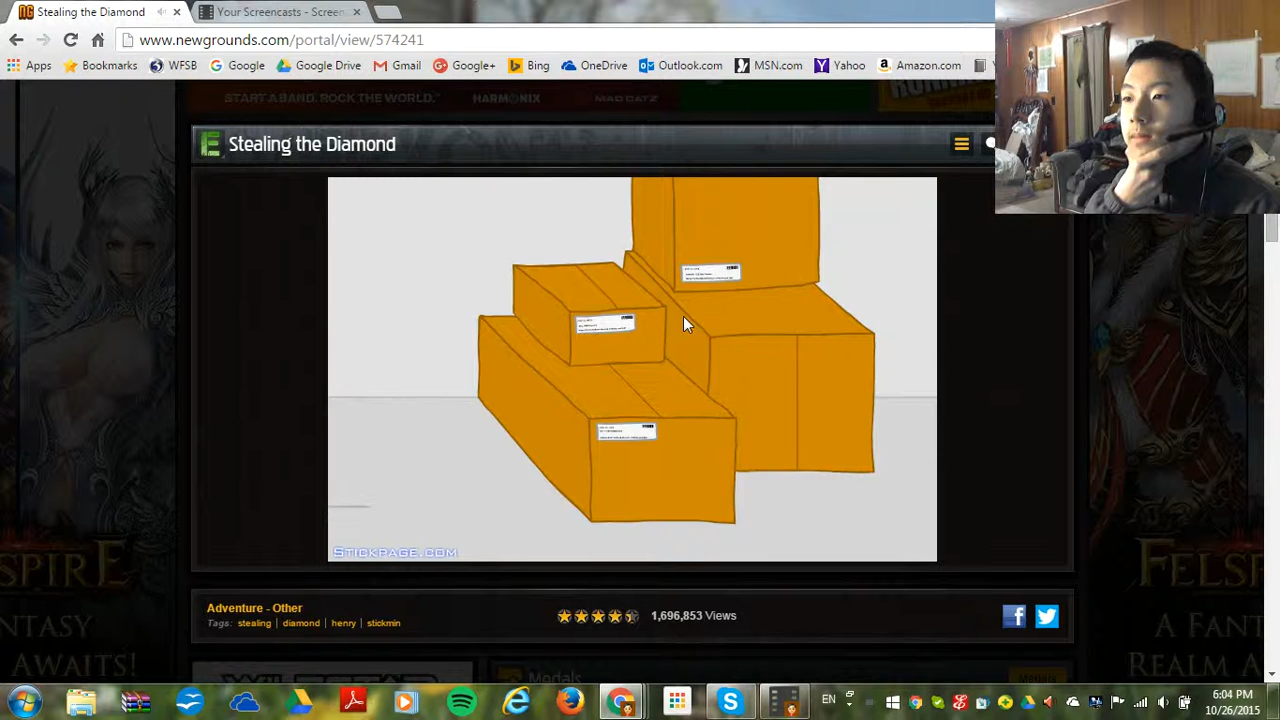 Stealing the Diamond
Your Screencasts - Screen
www.newgrounds.com/portal/view/574241
Apps
Bookmarks
WFSB
Google
Google Drive
Gmail
Google+
Bing
OneDrive
Outlook.com
MSN.com
Yahoo
Amazon.com
START A BAND. ROCK THE WORLD."
HARMONIX
MAD CATZ
Stealing the Diamond
STICKPAGE.COM
Adventure - Other
Tags: stealing | diamond | henry | stickmin
1,696,853 Views
SPIRE
FANTASY
AWAITS!
FELSP
A FANT
REALM A
Medals
EN
6:04 PM
10/26/2015